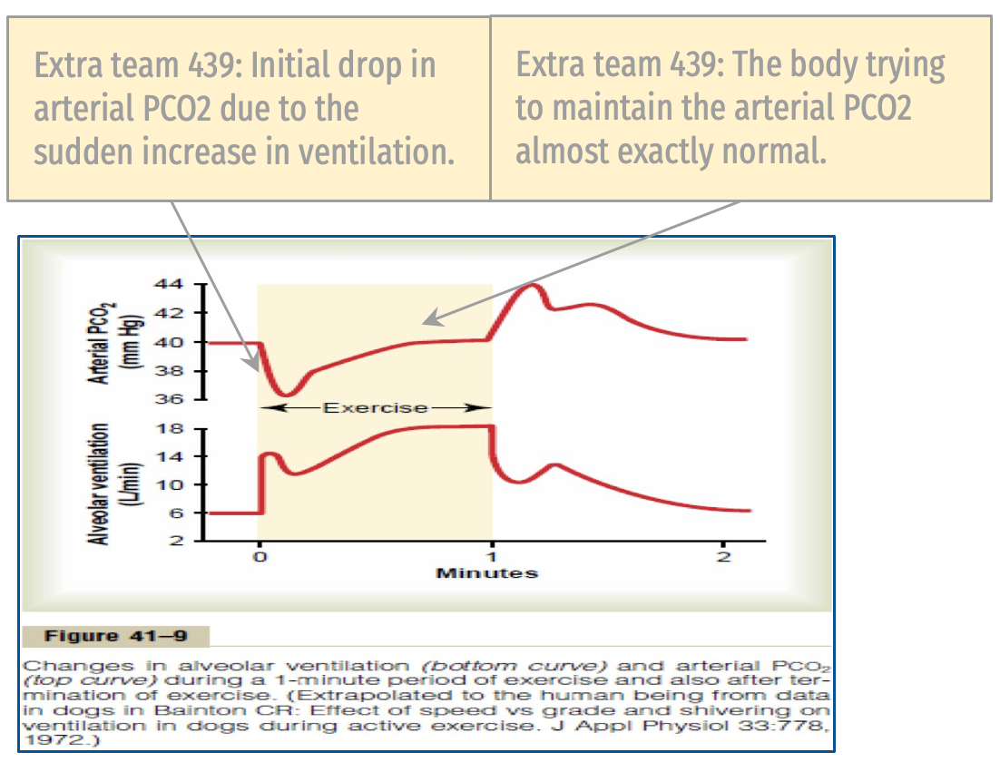 Extra team 439: Initial drop in
arterial PCO2 due to the
sudden increase in ventilation.
Extra team 439: The body trying
to maintain the arterial PCO2
almost exactly normal.
Arterial PCO₂
(mm Hg)
44
42
40
38
36
Exercise
Alveolar ventilation
(L/min)
18
14
10
6
2
0
1
2
Minutes
Figure 41–9
Changes in alveolar ventilation (bottom curve) and arterial PCO₂
(top curve) during a 1-minute period of exercise and also after ter-
mination of exercise. (Extrapolated to the human being from data
in dogs in Bainton CR: Effect of speed vs grade and shivering on
ventilation in dogs during active exercise. J Appl Physiol 33:778,
1972.)